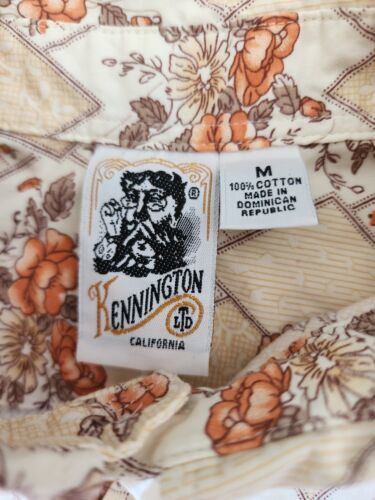 ®
KENNINGTON
LTD
CALIFORNIA
M
100% COTTON
MADE IN
DOMINICAN
REPUBLIC